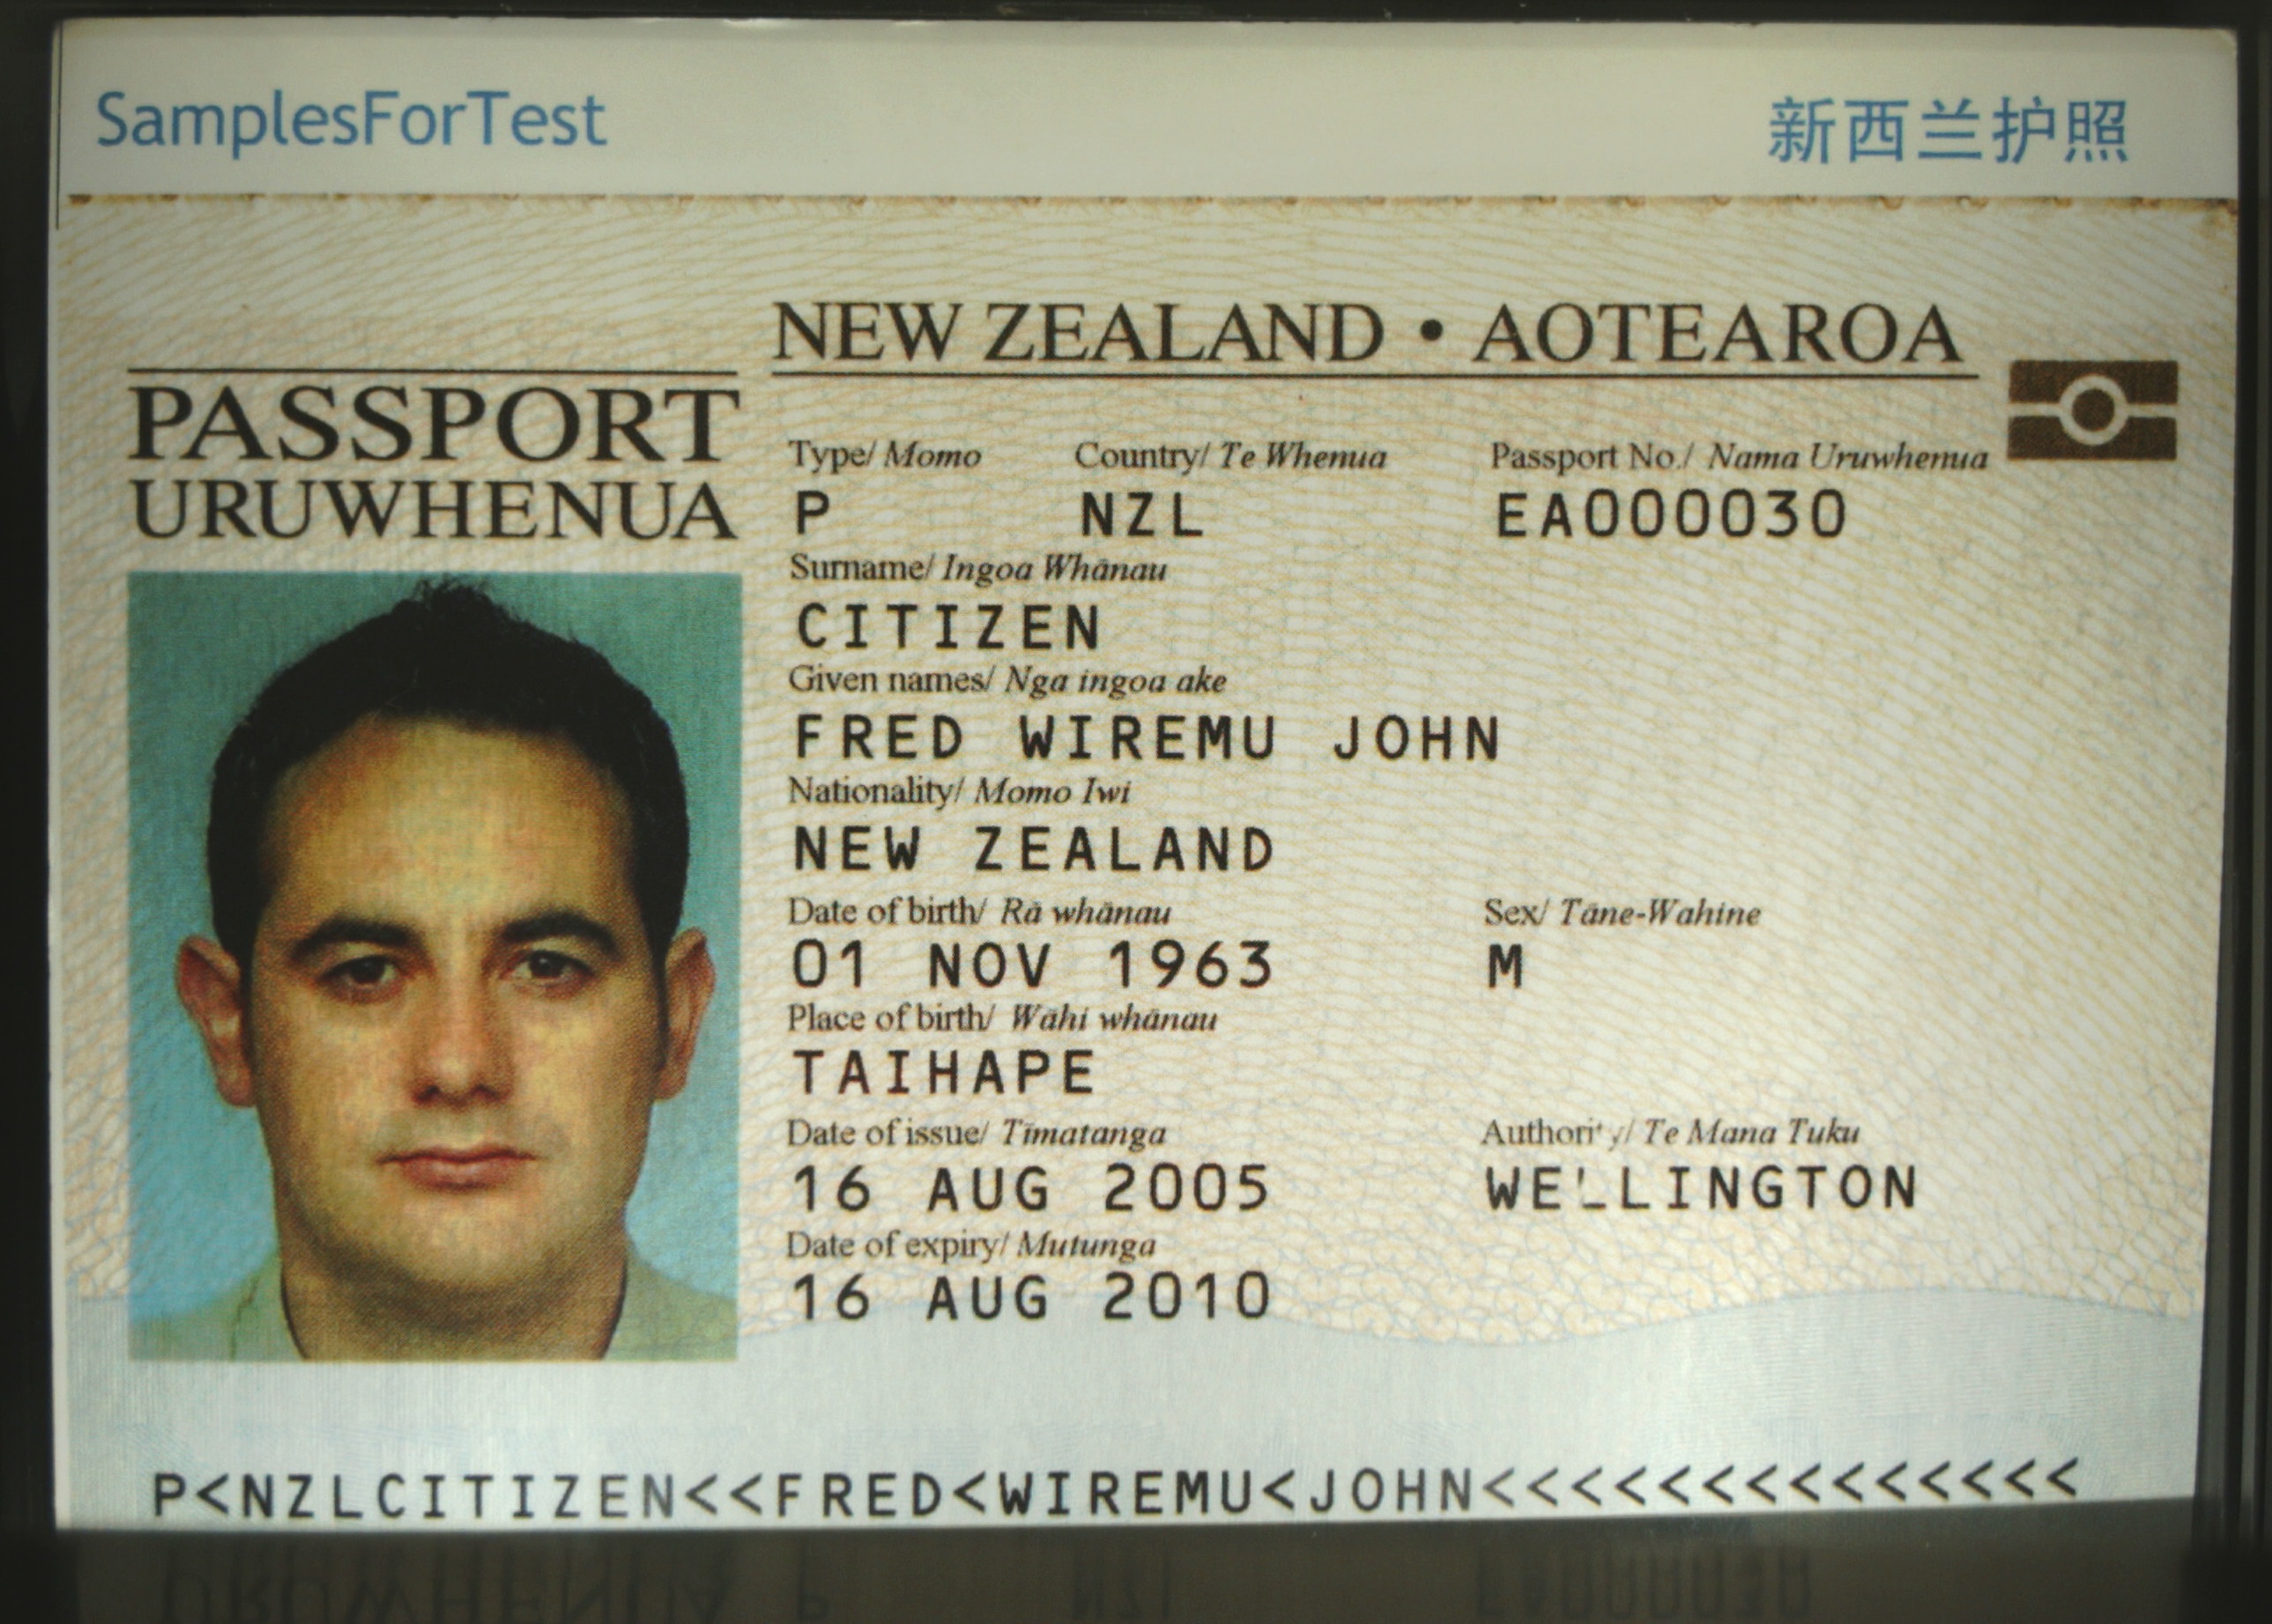 SamplesForTest 新西兰护照
NEW ZEALAND • AOTEAROA
PASSPORT
URUWHENUA
Type/ Momo Country/ Te Whenua Passport No./ Nama Uruwhenua
P NZL EA000030
Surname/ Ingoa Whānau
CITIZEN
Given names/ Nga ingoa ake
FRED WIREMU JOHN
Nationality/ Momo Iwi
NEW ZEALAND
Date of birth/ Rā whānau Sex/ Tāne-Wahine
01 NOV 1963 M
Place of birth/ Wāhi whānau
TAIHAPE
Date of issue/ Tīmatanga Authority/ Te Mana Tuku
16 AUG 2005 WELLINGTON
Date of expiry/ Mutunga
16 AUG 2010
P<NZLCITIZEN<<FRED<WIREMU<JOHN<<<<<<<<<<<<<<